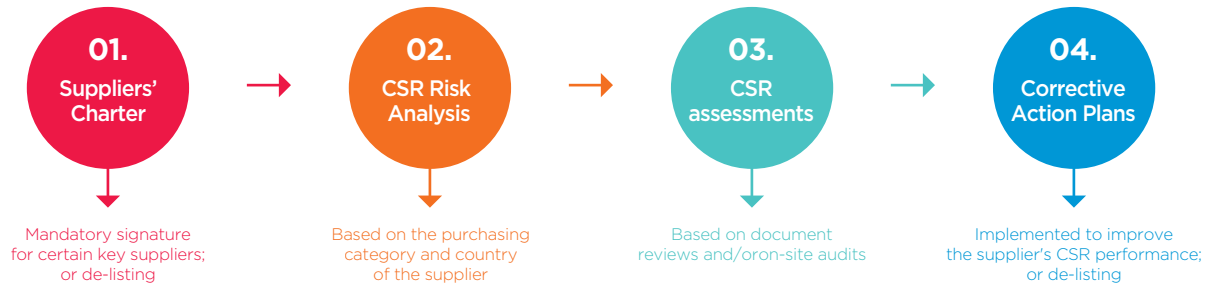 01.
Suppliers'
Charter
Mandatory signature
for certain key suppliers;
or de-listing
02.
CSR Risk
Analysis
Based on the purchasing
category and country
of the supplier
03.
CSR
assessments
Based on document
reviews and/oron-site audits
04.
Corrective
Action Plans
Implemented to improve
the supplier's CSR performance;
or de-listing